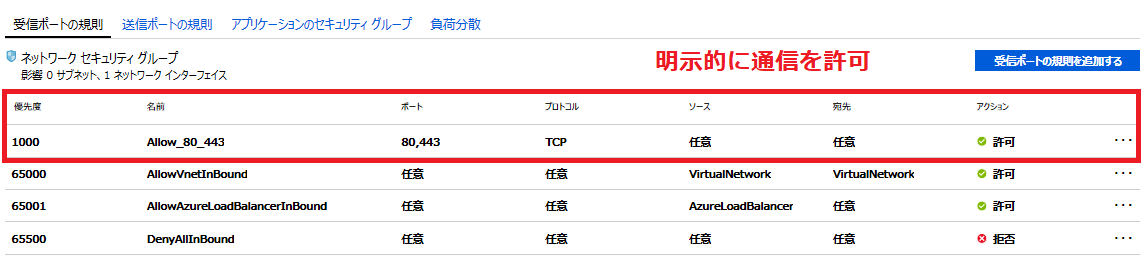 受信ポートの規則 送信ポートの規則 アプリケーションのセキュリティ グループ 負荷分散
ネットワーク セキュリティ グループ
影響 0 サブネット、1 ネットワーク インターフェイス
明示的に通信を許可
受信ポートの規則を追加する
優先度 名前 ポート プロトコル ソース 宛先 アクション
1000 Allow_80_443 80,443 TCP 任意 任意 許可 ...
65000 AllowVnetInBound 任意 任意 VirtualNetwork VirtualNetwork 許可 ...
65001 AllowAzureLoadBalancerInBound 任意 任意 AzureLoadBalancer 任意 許可 ...
65500 DenyAllInBound 任意 任意 任意 任意 拒否 ...